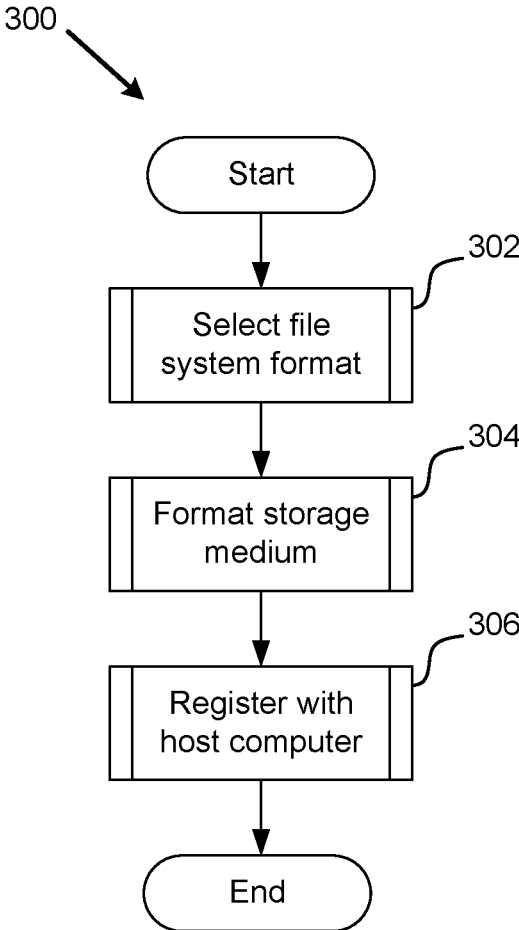 300
Start
302
Select file
system format
304
Format storage
medium
306
Register with
host computer
End